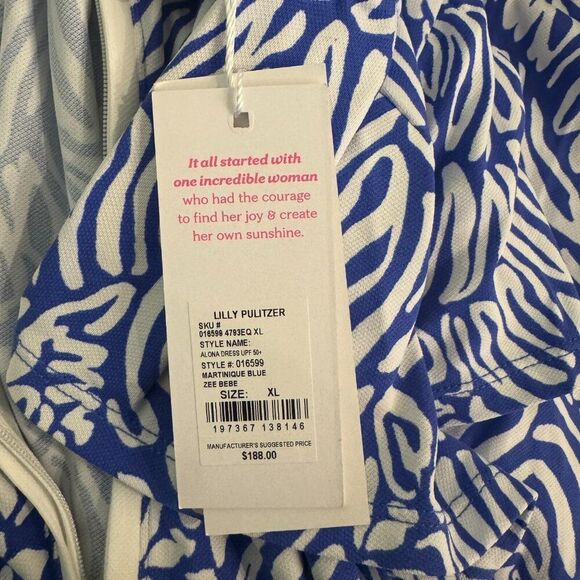 It all started with
one incredible woman
who had the courage
to find her joy & create
her own sunshine.
LILLY PULITZER
SKU #
016599 4793EQ XL
STYLE NAME:
ALONA DRESS UPF 50+
STYLE #: 016599
MARTINIQUE BLUE
ZEE BEBE
SIZE: XL
197367 138146
MANUFACTURER'S SUGGESTED PRICE
$188.00